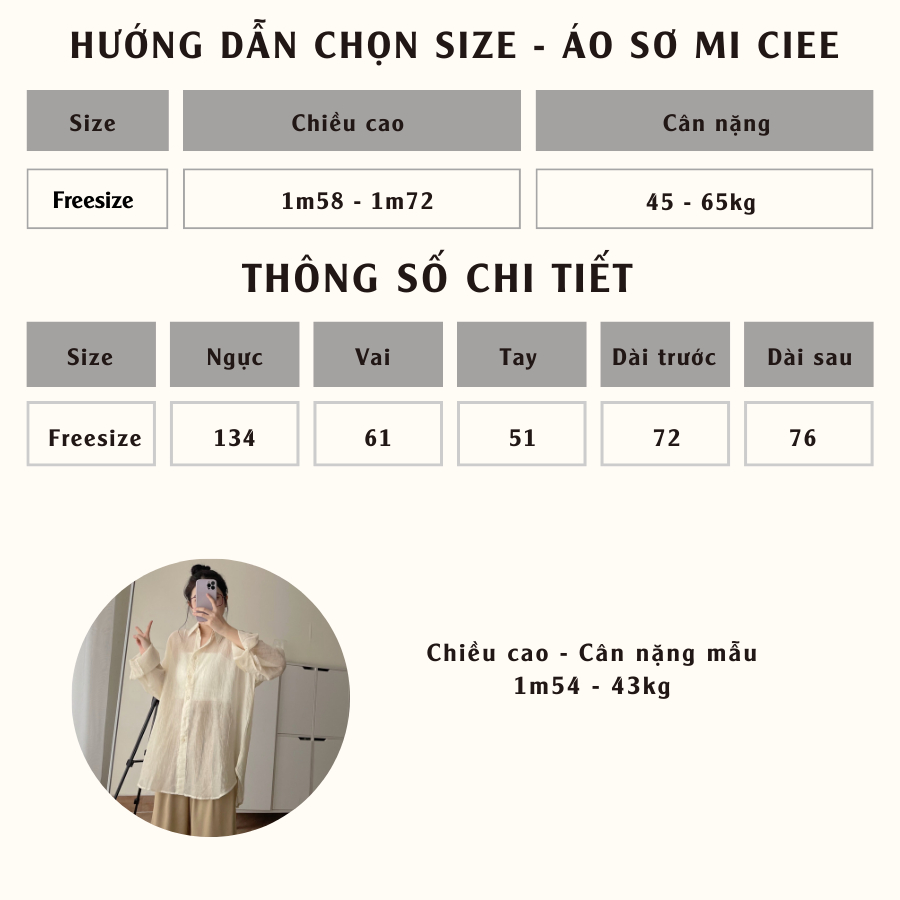 HƯỚNG DẪN CHỌN SIZE - ÁO SƠ MI CIEE
Size Chiều cao Cân nặng
Freesize 1m58 - 1m72 45 - 65kg
THÔNG SỐ CHI TIẾT
Size Ngực Vai Tay Dài trước Dài sau
Freesize 134 61 51 72 76
Chiều cao - Cân nặng mẫu
1m54 - 43kg